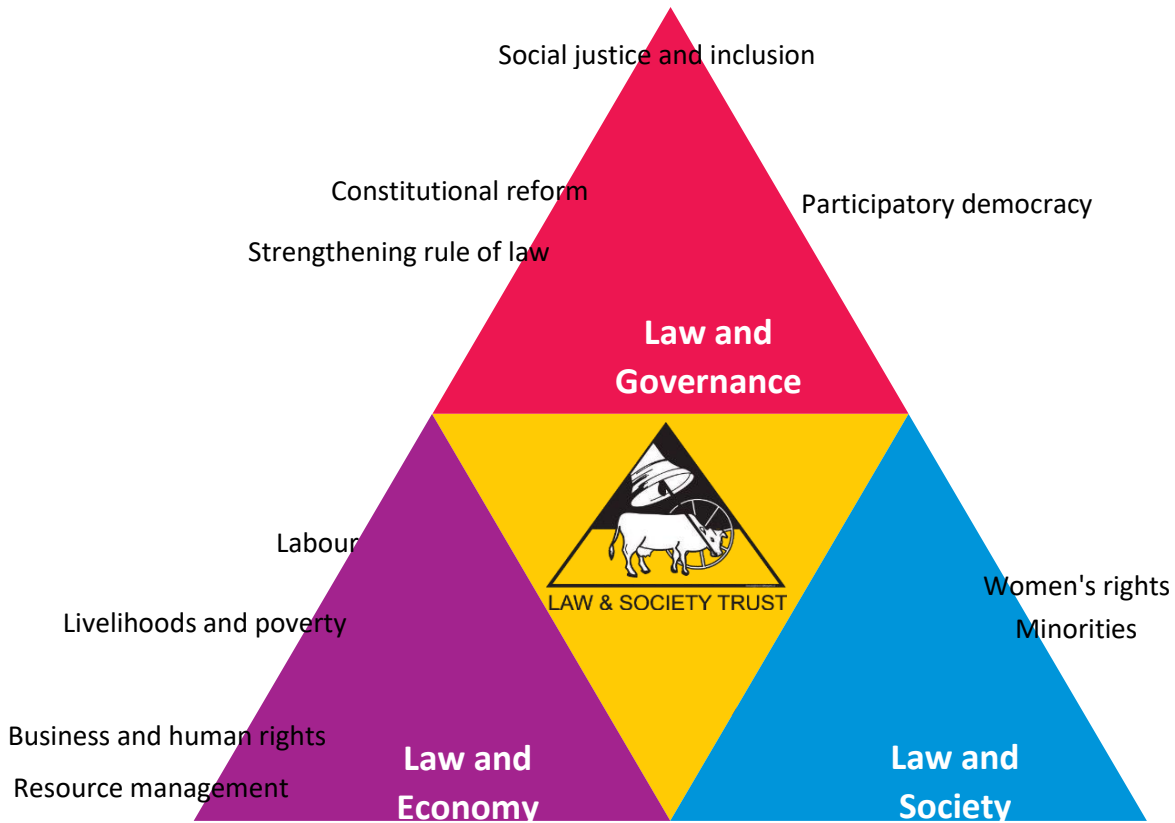 Social justice and inclusion
Constitutional reform
Participatory democracy
Strengthening rule of law
Law and
Governance
LAW & SOCIETY TRUST
Labour
Livelihoods and poverty
Women's rights
Minorities
Business and human rights
Resource management
Law and
Economy
Law and
Society